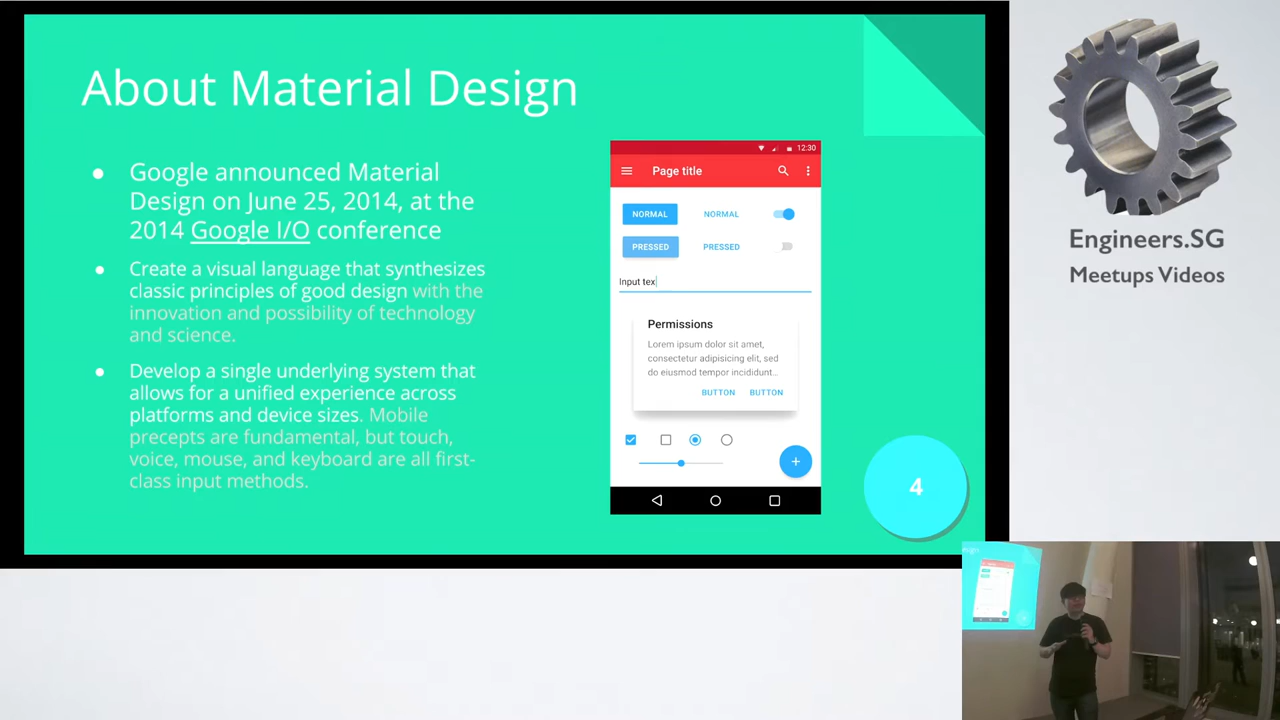 About Material Design
Google announced Material
Design on June 25, 2014, at the
2014 Google I/O conference
Create a visual language that synthesizes
classic principles of good design with the
innovation and possibility of technology
and science.
Develop a single underlying system that
allows for a unified experience across
platforms and device sizes. Mobile
precepts are fundamental, but touch,
voice, mouse, and keyboard are all first-
class input methods.
12:30
Page title
NORMAL NORMAL
PRESSED PRESSED
Input tex
Permissions
Lorem ipsum dolor sit amet,
consectetur adipisicing elit, sed
do eiusmod tempor incididunt...
BUTTON BUTTON
4
Engineers.SG
Meetups Videos